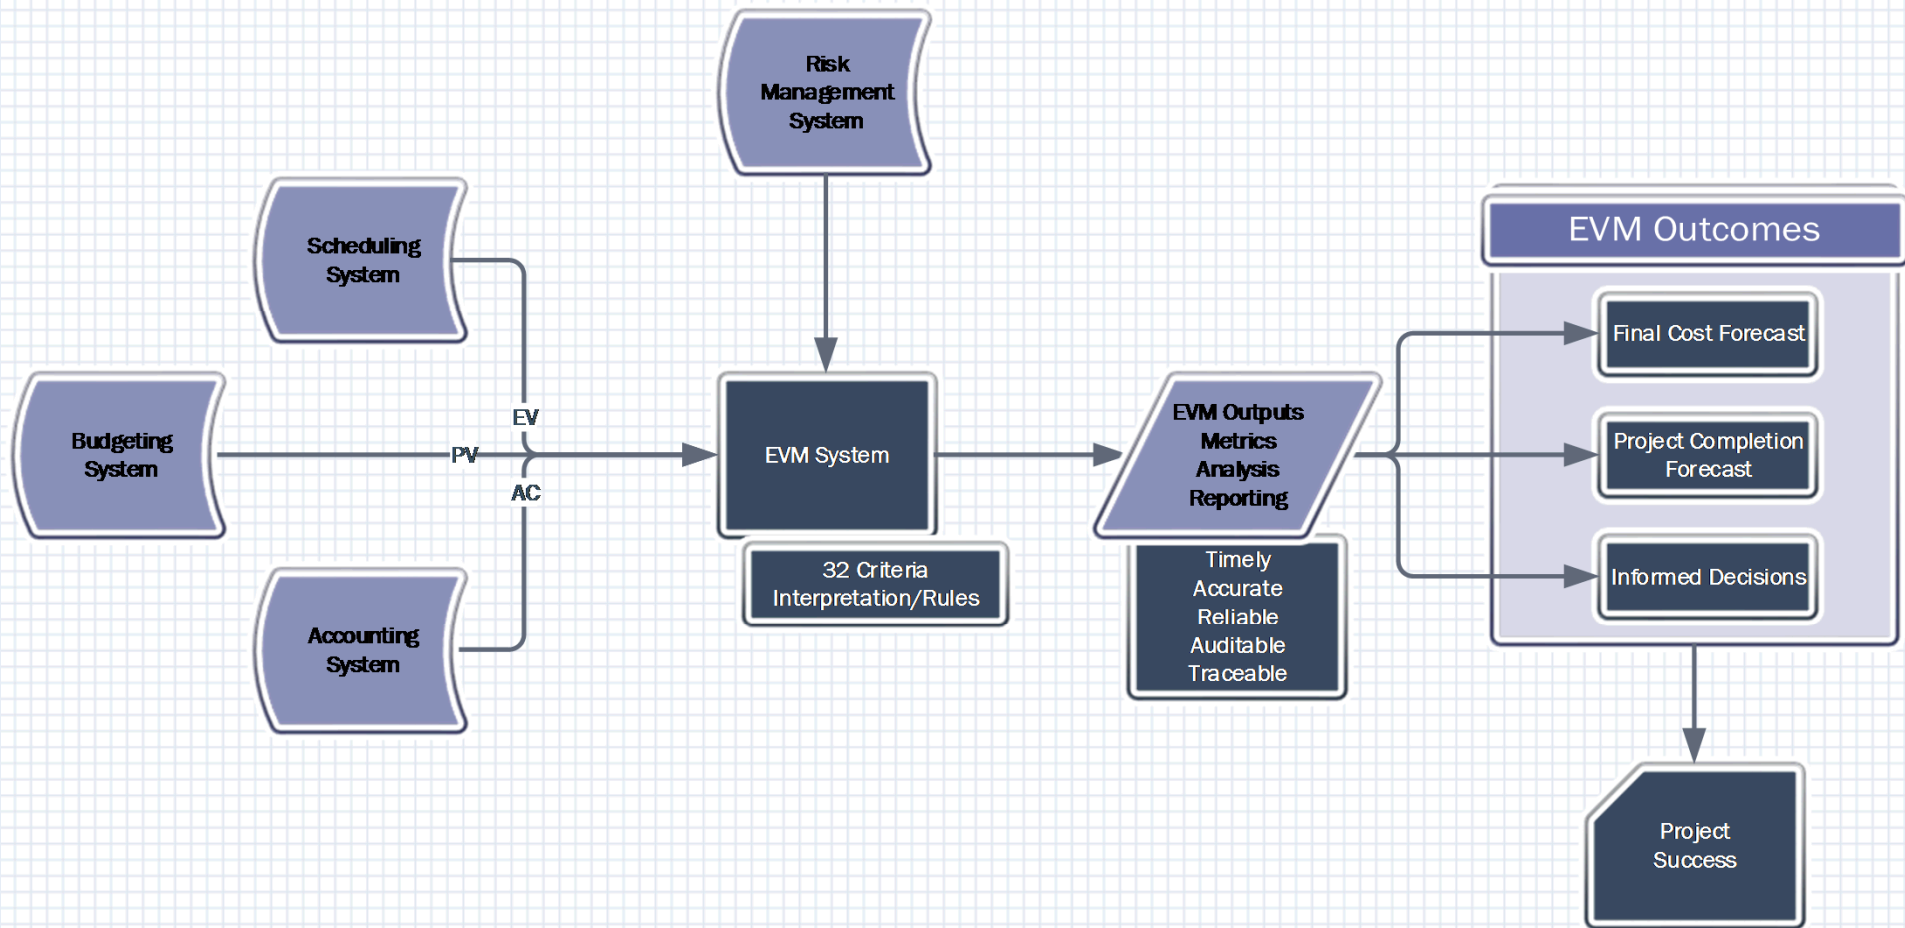 Risk
Management
System
Scheduling
System
EVM Outcomes
Final Cost Forecast
Budgeting
System
EV
PV
AC
EVM System
EVM Outputs
Metrics
Analysis
Reporting
Project Completion
Forecast
32 Criteria
Interpretation/Rules
Timely
Accurate
Reliable
Auditable
Traceable
Informed Decisions
Accounting
System
Project
Success